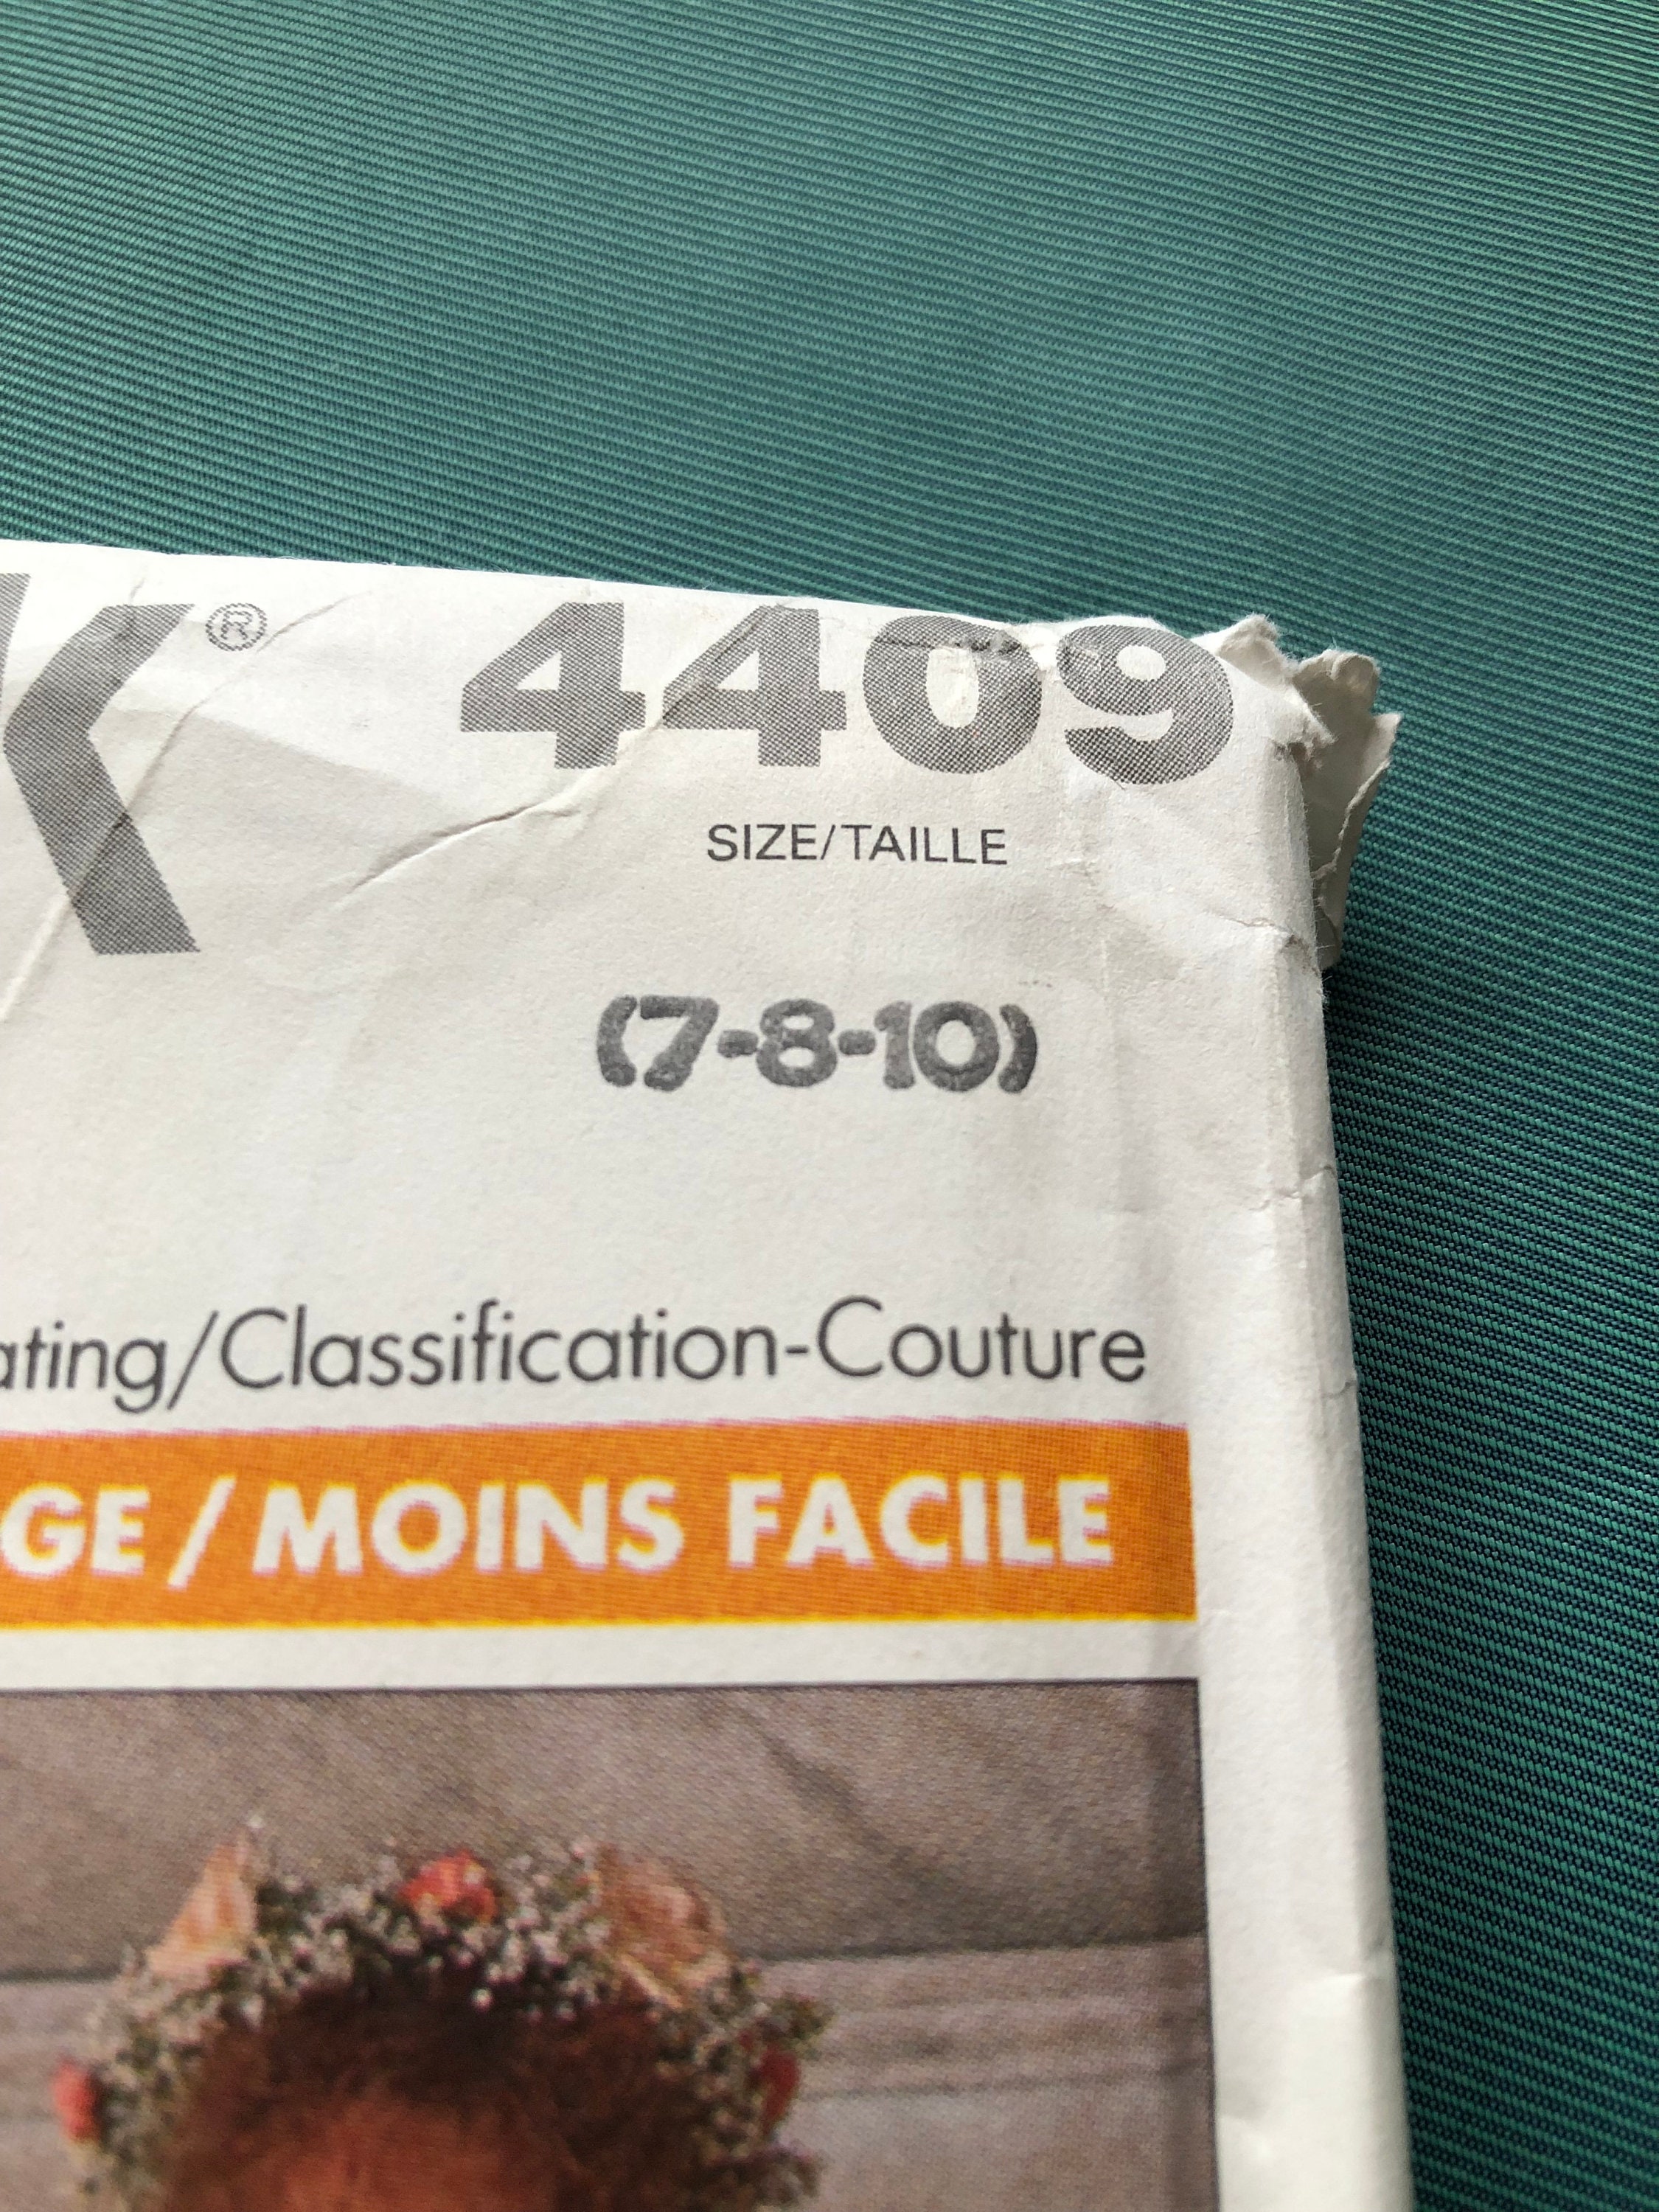 k® 4409
SIZE/TAILLE
(7-8-10)
ating/Classification-Couture
GE / MOINS FACILE